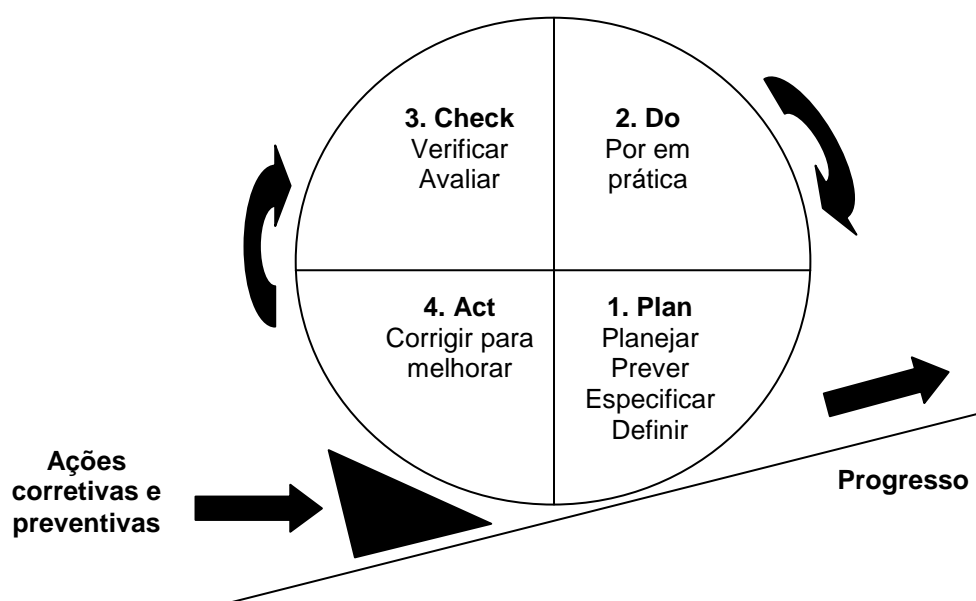 3. Check
Verificar
Avaliar
2. Do
Por em
prática
4. Act
Corrigir para
melhorar
1. Plan
Planejar
Prever
Especificar
Definir
Ações
corretivas e
preventivas
Progresso